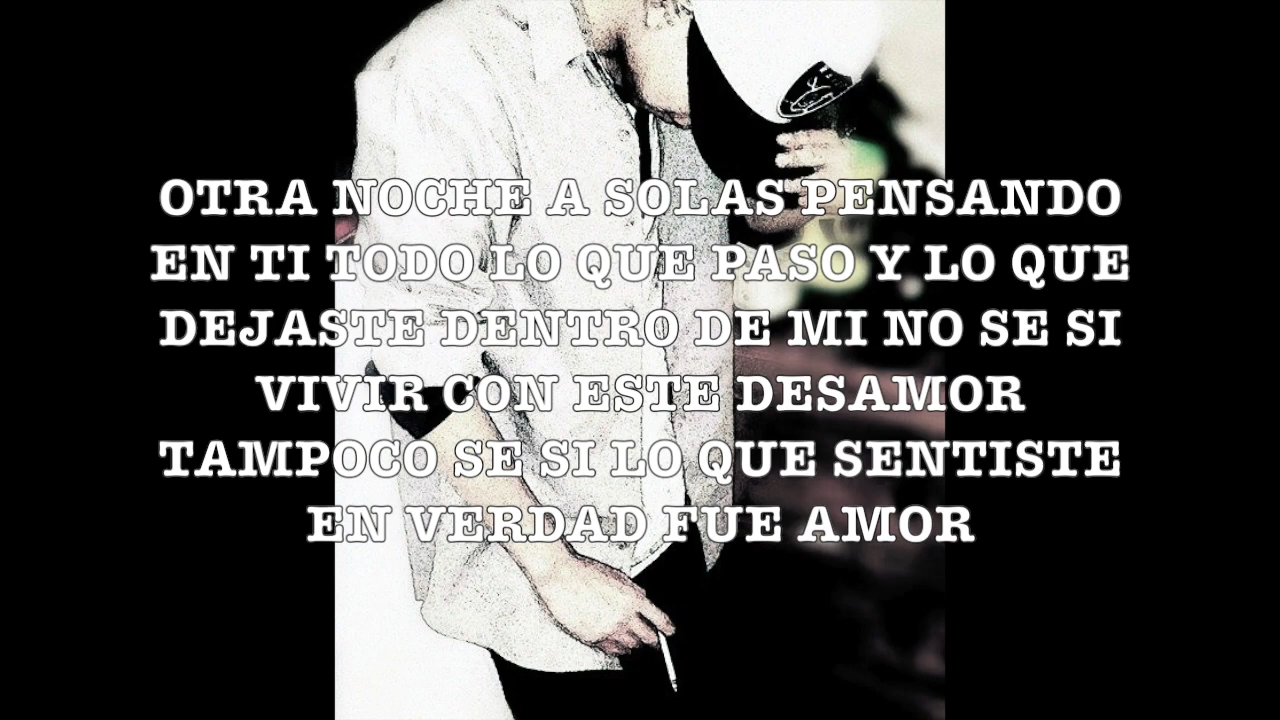 OTRA NOCHE A SOLAS PENSANDO
EN TI TODO LO QUE PASO Y LO QUE
DEJASTE DENTRO DE MI NO SE SI
VIVIR CON ESTE DESAMOR
TAMPOCO SE SI LO QUE SENTISTE
EN VERDAD FUE AMOR